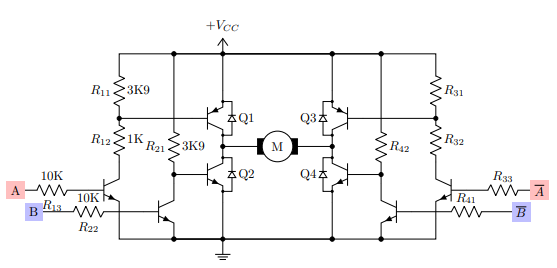 +V_CC
R_11 3K9
Q1
Q3
R_31
R_12 1K
R_21 3K9
M
R_42
R_32
Q2
Q4
A
10K
R_33
A̅
B
R_13
10K
R_41
B̅
R_22